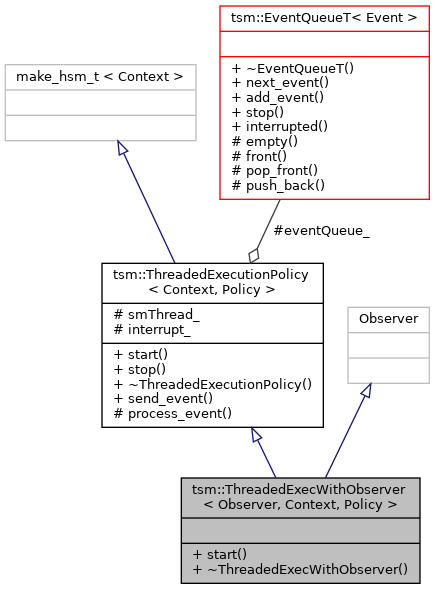 tsm::EventQueueT< Event >
+ ~EventQueueT()
+ next_event()
+ add_event()
+ stop()
+ interrupted()
# empty()
# front()
# pop_front()
# push_back()
make_hsm_t < Context >
#eventQueue_
tsm::ThreadedExecutionPolicy
< Context, Policy >
# smThread_
# interrupt_
+ start()
+ stop()
+ ~ThreadedExecutionPolicy()
+ send_event()
# process_event()
Observer
tsm::ThreadedExecWithObserver
< Observer, Context, Policy >
+ start()
+ ~ThreadedExecWithObserver()